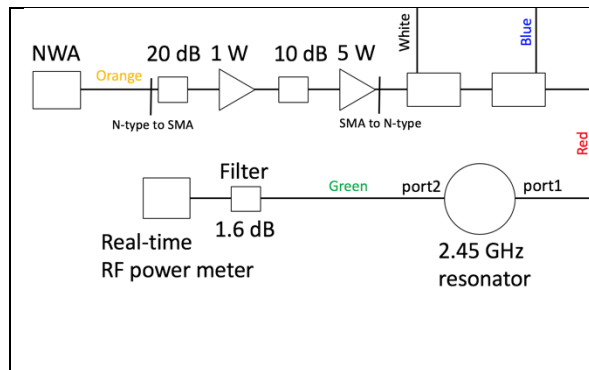 White
Blue
NWA
Orange
20 dB
1 W
10 dB
5 W
N-type to SMA
SMA to N-type
Red
Filter
Green
port2
port1
1.6 dB
Real-time
RF power meter
2.45 GHz
resonator